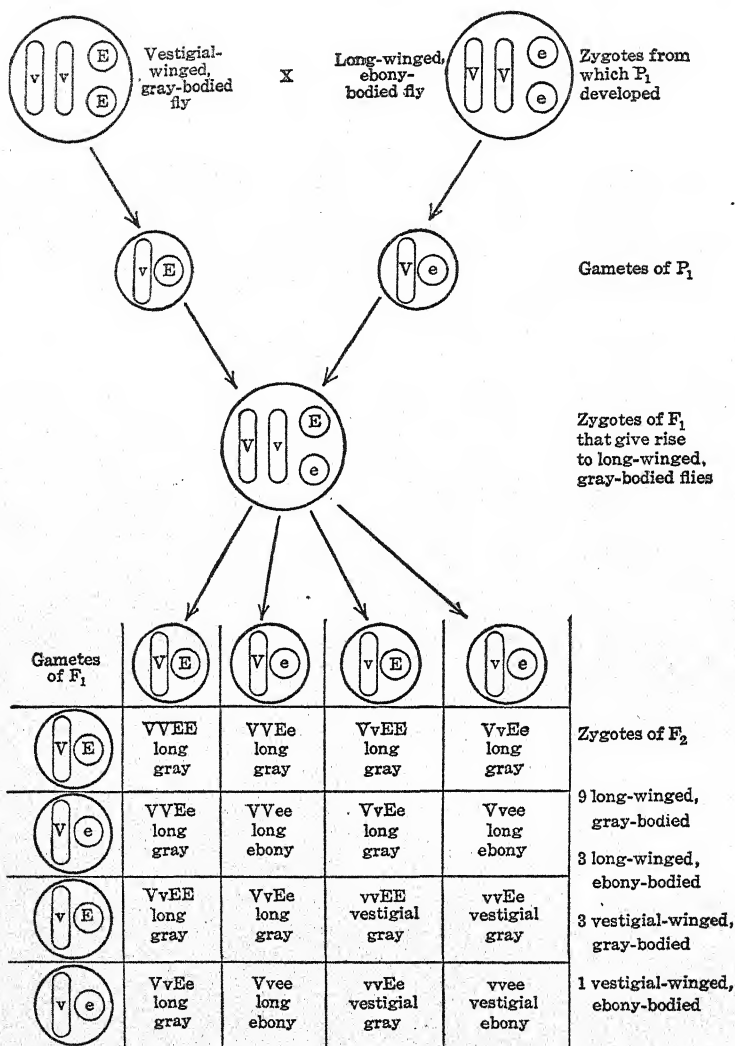 E
v v
E
Vestigial-
winged,
gray-bodied
fly
X
Long-winged,
ebony-
bodied fly
e
V V
e
Zygotes from
which P₁
developed
v E
V e
Gametes of P₁
E
V v
e
Zygotes of F₁
that give rise
to long-winged,
gray-bodied flies
Gametes
of F₁
V E
V e
v E
v e
V E
VVEE
long
gray
VVEe
long
gray
VvEE
long
gray
VvEe
long
gray
Zygotes of F₂
V e
VVEe
long
gray
VVee
long
ebony
VvEe
long
gray
Vvee
long
ebony
9 long-winged,
gray-bodied
3 long-winged,
ebony-bodied
v E
VvEE
long
gray
VvEe
long
gray
vvEE
vestigial
gray
vvEe
vestigial
gray
3 vestigial-winged,
gray-bodied
v e
VvEe
long
gray
Vvee
long
ebony
vvEe
vestigial
gray
vvee
vestigial
ebony
1 vestigial-winged,
ebony-bodied